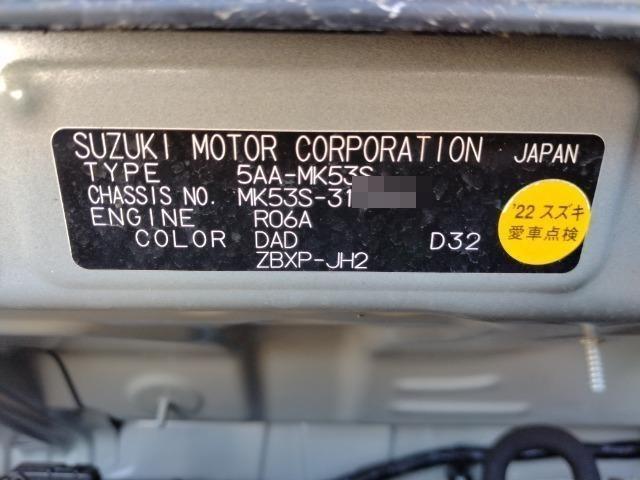 SUZUKI MOTOR CORPORATION JAPAN
TYPE 5AA-MK53S
CHASSIS NO. MK53S-31
ENGINE R06A
COLOR DAD D32
ZBXP-JH2
'22 スズキ
愛車点検